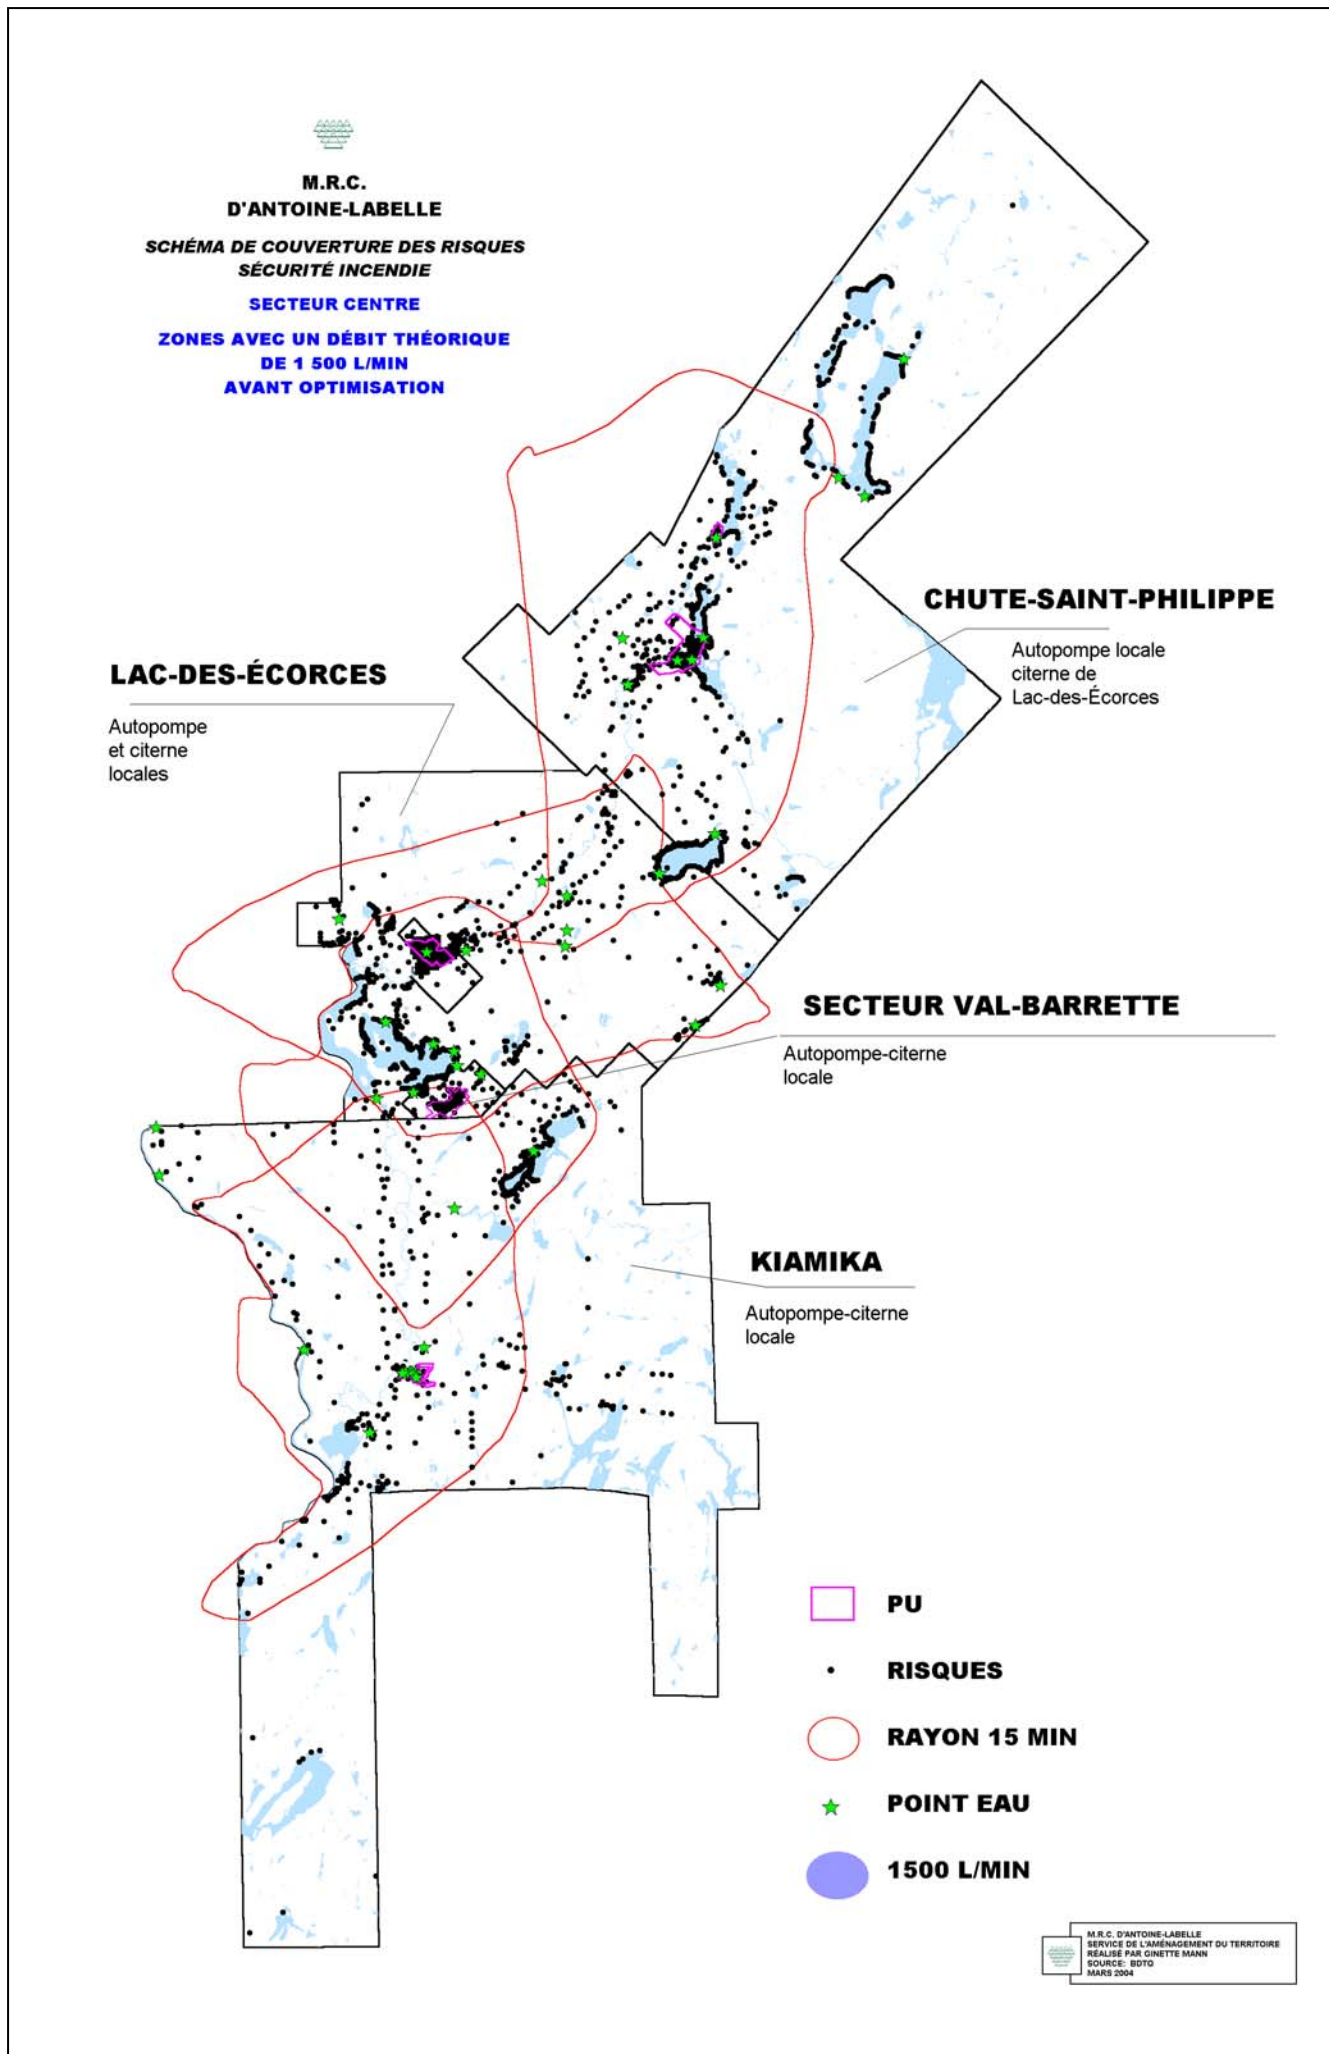 M.R.C.
D'ANTOINE-LABELLE
SCHÉMA DE COUVERTURE DES RISQUES
SÉCURITÉ INCENDIE
SECTEUR CENTRE
ZONES AVEC UN DÉBIT THÉORIQUE
DE 1 500 L/MIN
AVANT OPTIMISATION
CHUTE-SAINT-PHILIPPE
Autopompe locale
citerne de
Lac-des-Écorces
LAC-DES-ÉCORCES
Autopompe
et citerne
locales
SECTEUR VAL-BARRETTE
Autopompe-citerne
locale
KIAMIKA
Autopompe-citerne
locale
PU
RISQUES
RAYON 15 MIN
POINT EAU
1500 L/MIN
M.R.C. D'ANTOINE-LABELLE
SERVICE DE L'AMÉNAGEMENT DU TERRITOIRE
RÉALISÉ PAR GINETTE MANN
SOURCE: BDTQ
MARS 2004